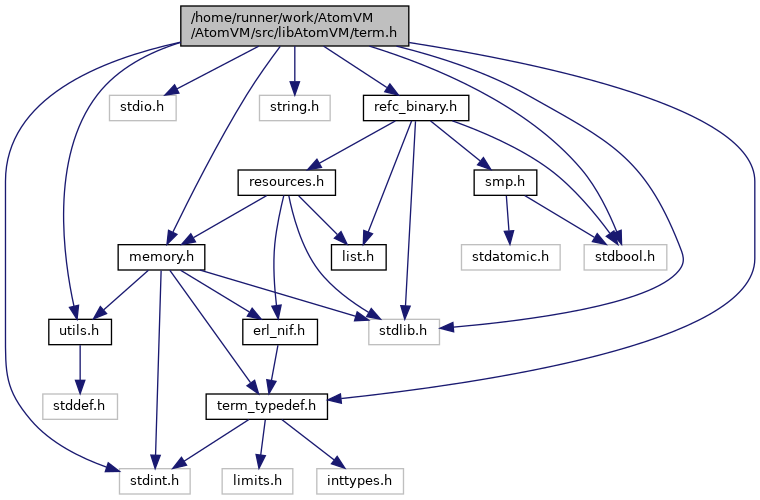 /home/runner/work/AtomVM
/AtomVM/src/libAtomVM/term.h
stdio.h
string.h
refc_binary.h
resources.h
smp.h
memory.h
list.h
stdatomic.h
stdbool.h
utils.h
erl_nif.h
stdlib.h
stddef.h
term_typedef.h
stdint.h
limits.h
inttypes.h